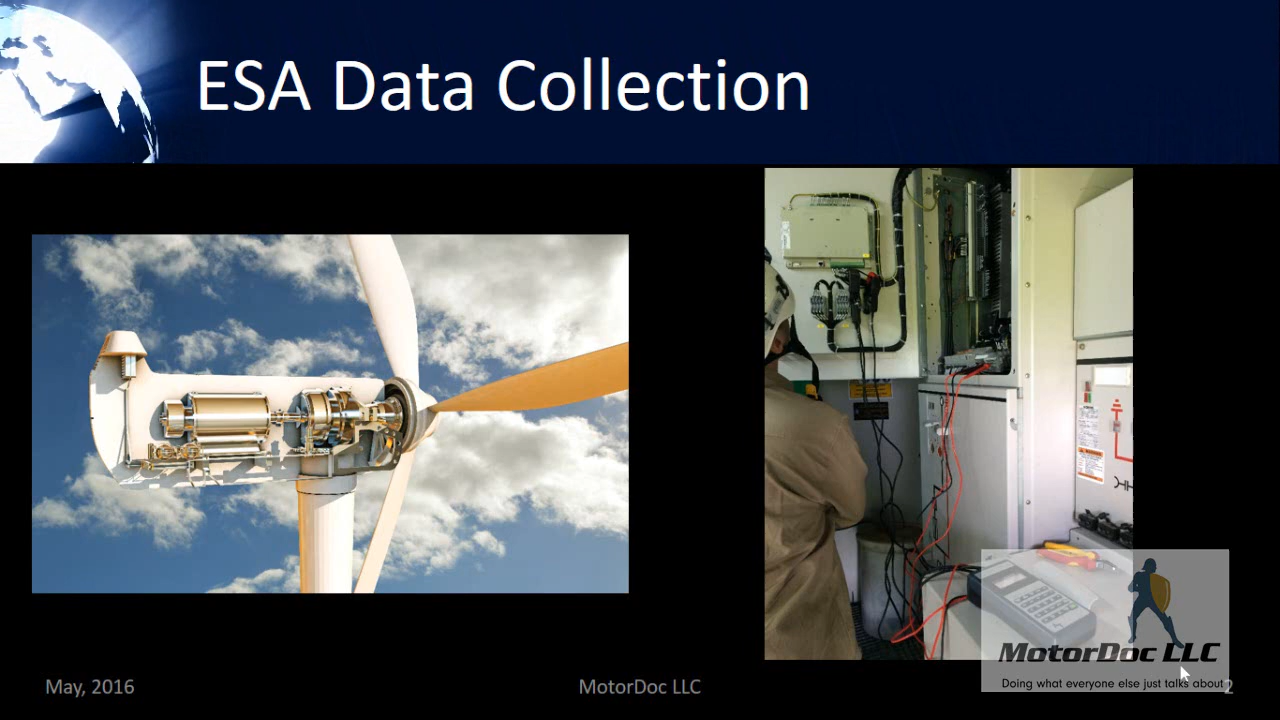 ESA Data Collection
May, 2016
MotorDoc LLC
2
MotorDoc LLC
Doing what everyone else just talks about